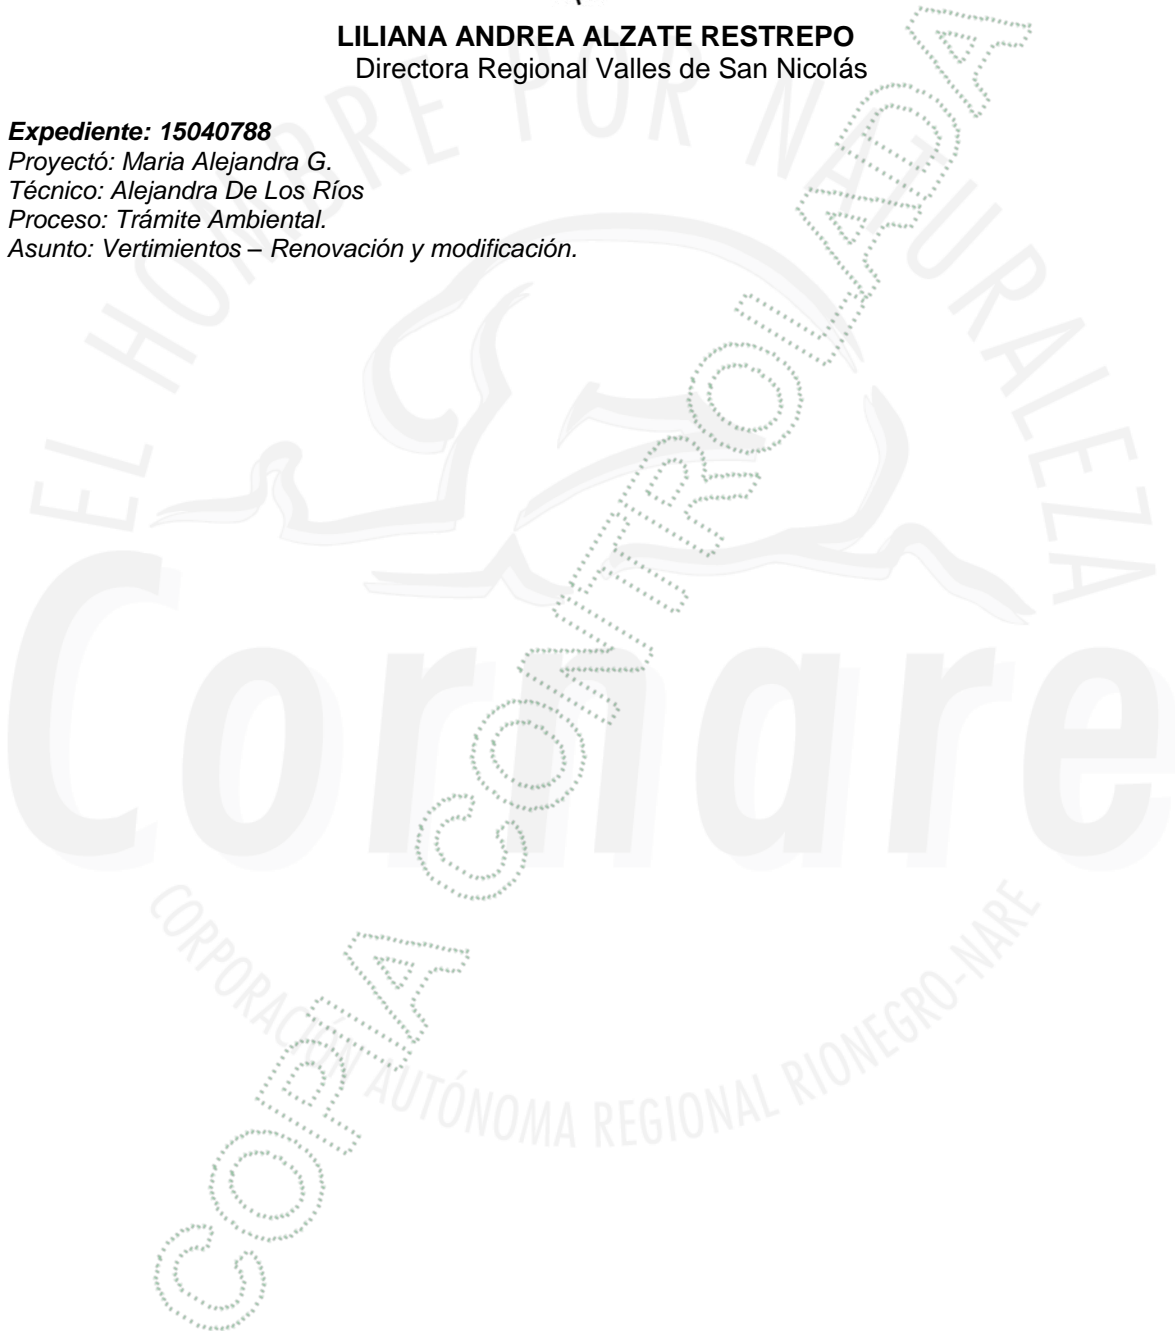 LILIANA ANDREA ALZATE RESTREPO
Directora Regional Valles de San Nicolás
Expediente: 15040788
Proyectó: Maria Alejandra G.
Técnico: Alejandra De Los Ríos
Proceso: Trámite Ambiental.
Asunto: Vertimientos – Renovación y modificación.
EL HOMBRE POR NATURALEZA
Cornare
CORPORACIÓN AUTÓNOMA REGIONAL RIONEGRO-NARE
COPIA CONTROLADA